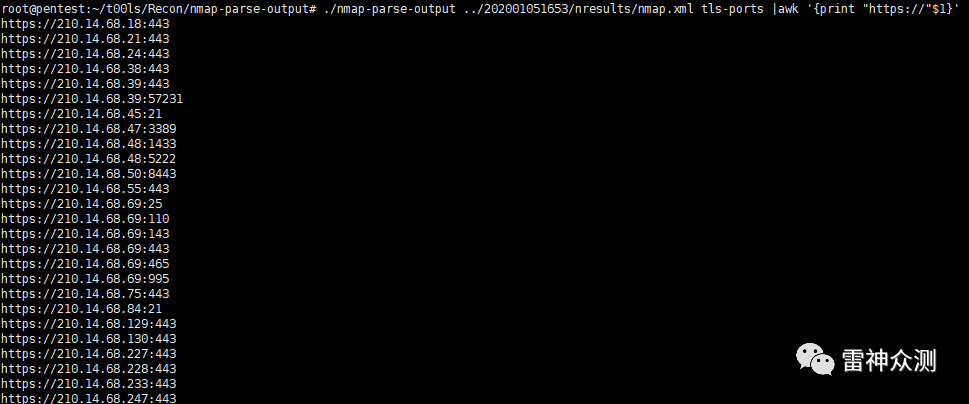 root@pentest:~/t00ls/Recon/nmap-parse-output# ./nmap-parse-output ../202001051653/nresults/nmap.xml tls-ports |awk '{print "https://"$1}'
https://210.14.68.18:443
https://210.14.68.21:443
https://210.14.68.24:443
https://210.14.68.38:443
https://210.14.68.39:443
https://210.14.68.39:57231
https://210.14.68.45:21
https://210.14.68.47:3389
https://210.14.68.48:1433
https://210.14.68.48:5222
https://210.14.68.50:8443
https://210.14.68.55:443
https://210.14.68.69:25
https://210.14.68.69:110
https://210.14.68.69:143
https://210.14.68.69:443
https://210.14.68.69:465
https://210.14.68.69:995
https://210.14.68.75:443
https://210.14.68.84:21
https://210.14.68.129:443
https://210.14.68.130:443
https://210.14.68.227:443
https://210.14.68.228:443
https://210.14.68.233:443
https://210.14.68.247:443
雷神众测